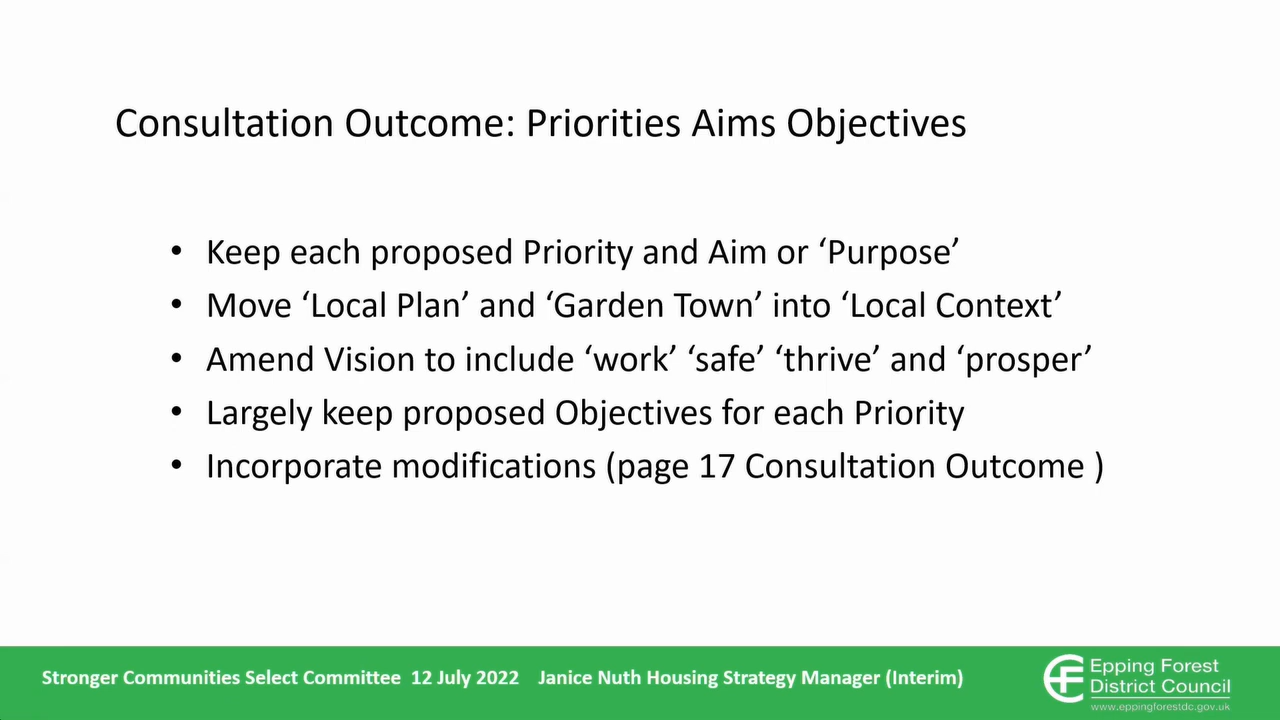 Consultation Outcome: Priorities Aims Objectives
• Keep each proposed Priority and Aim or ‘Purpose’
• Move ‘Local Plan’ and ‘Garden Town’ into ‘Local Context’
• Amend Vision to include ‘work’ ‘safe’ ‘thrive’ and ‘prosper’
• Largely keep proposed Objectives for each Priority
• Incorporate modifications (page 17 Consultation Outcome )
Stronger Communities Select Committee 12 July 2022 Janice Nuth Housing Strategy Manager (Interim)
Epping Forest
District Council
www.eppingforestdc.gov.uk